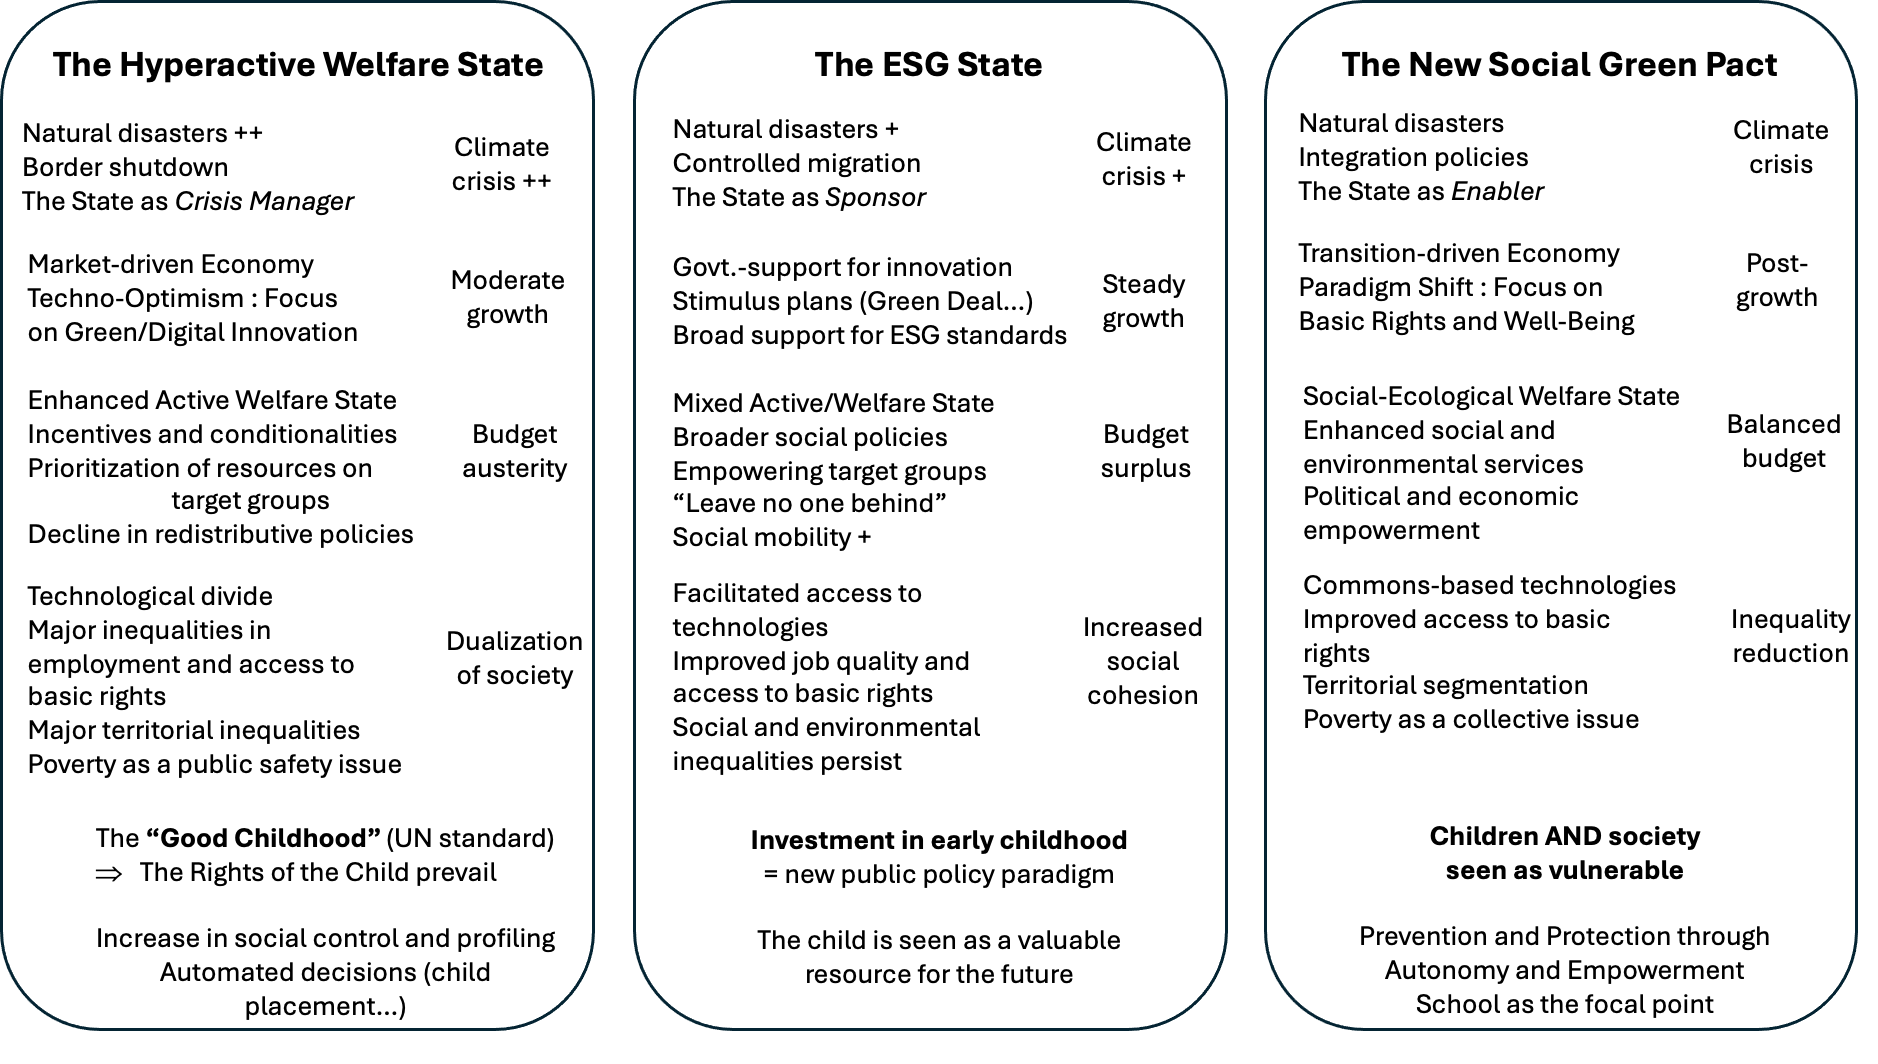 The Hyperactive Welfare State
Natural disasters ++
Border shutdown
The State as Crisis Manager
Climate
crisis ++
Market-driven Economy
Techno-Optimism : Focus
on Green/Digital Innovation
Moderate
growth
Enhanced Active Welfare State
Incentives and conditionalities
Prioritization of resources on
target groups
Decline in redistributive policies
Budget
austerity
Technological divide
Major inequalities in
employment and access to
basic rights
Major territorial inequalities
Poverty as a public safety issue
Dualization
of society
The “Good Childhood” (UN standard)
⇒ The Rights of the Child prevail
Increase in social control and profiling
Automated decisions (child
placement...)
The ESG State
Natural disasters +
Controlled migration
The State as Sponsor
Climate
crisis +
Govt.-support for innovation
Stimulus plans (Green Deal...)
Broad support for ESG standards
Steady
growth
Mixed Active/Welfare State
Broader social policies
Empowering target groups
“Leave no one behind”
Social mobility +
Budget
surplus
Facilitated access to
technologies
Improved job quality and
access to basic rights
Social and environmental
inequalities persist
Increased
social
cohesion
Investment in early childhood
= new public policy paradigm
The child is seen as a valuable
resource for the future
The New Social Green Pact
Natural disasters
Integration policies
The State as Enabler
Climate
crisis
Transition-driven Economy
Paradigm Shift : Focus on
Basic Rights and Well-Being
Post-
growth
Social-Ecological Welfare State
Enhanced social and
environmental services
Political and economic
empowerment
Balanced
budget
Commons-based technologies
Improved access to basic
rights
Territorial segmentation
Poverty as a collective issue
Inequality
reduction
Children AND society
seen as vulnerable
Prevention and Protection through
Autonomy and Empowerment
School as the focal point